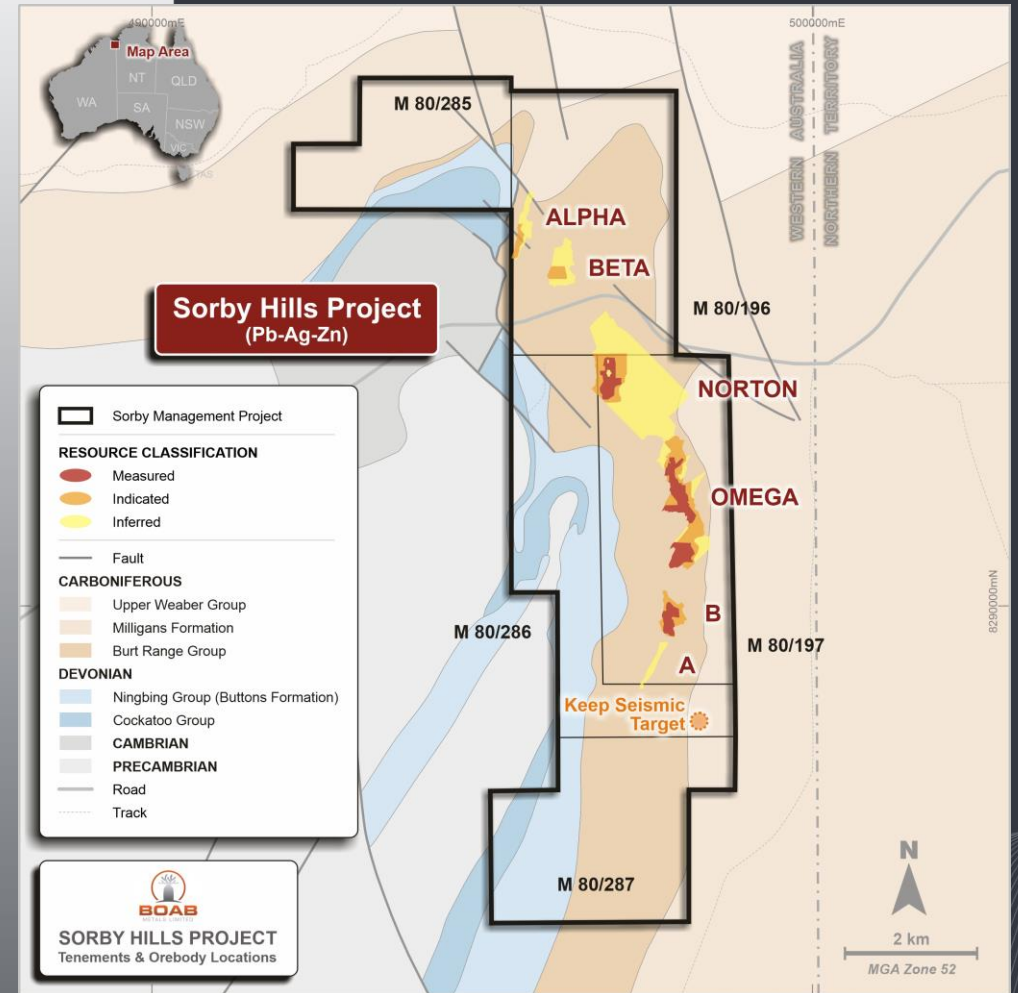 490000mE
500000mE
Map Area
NT
QLD
WA
SA
NSW
VIC
TAS
WESTERN AUSTRALIA
NORTHERN TERRITORY
M 80/285
ALPHA
BETA
Sorby Hills Project
(Pb-Ag-Zn)
M 80/196
NORTON
OMEGA
Sorby Management Project
RESOURCE CLASSIFICATION
Measured
Indicated
Inferred
Fault
CARBONIFEROUS
Upper Weaber Group
Milligans Formation
Burt Range Group
DEVONIAN
Ningbing Group (Buttons Formation)
Cockatoo Group
CAMBRIAN
PRECAMBRIAN
Road
Track
8290000mN
B
M 80/286
M 80/197
A
Keep Seismic
Target
M 80/287
BOAB
METALS LIMITED
SORBY HILLS PROJECT
Tenements & Orebody Locations
N
2 km
MGA Zone 52